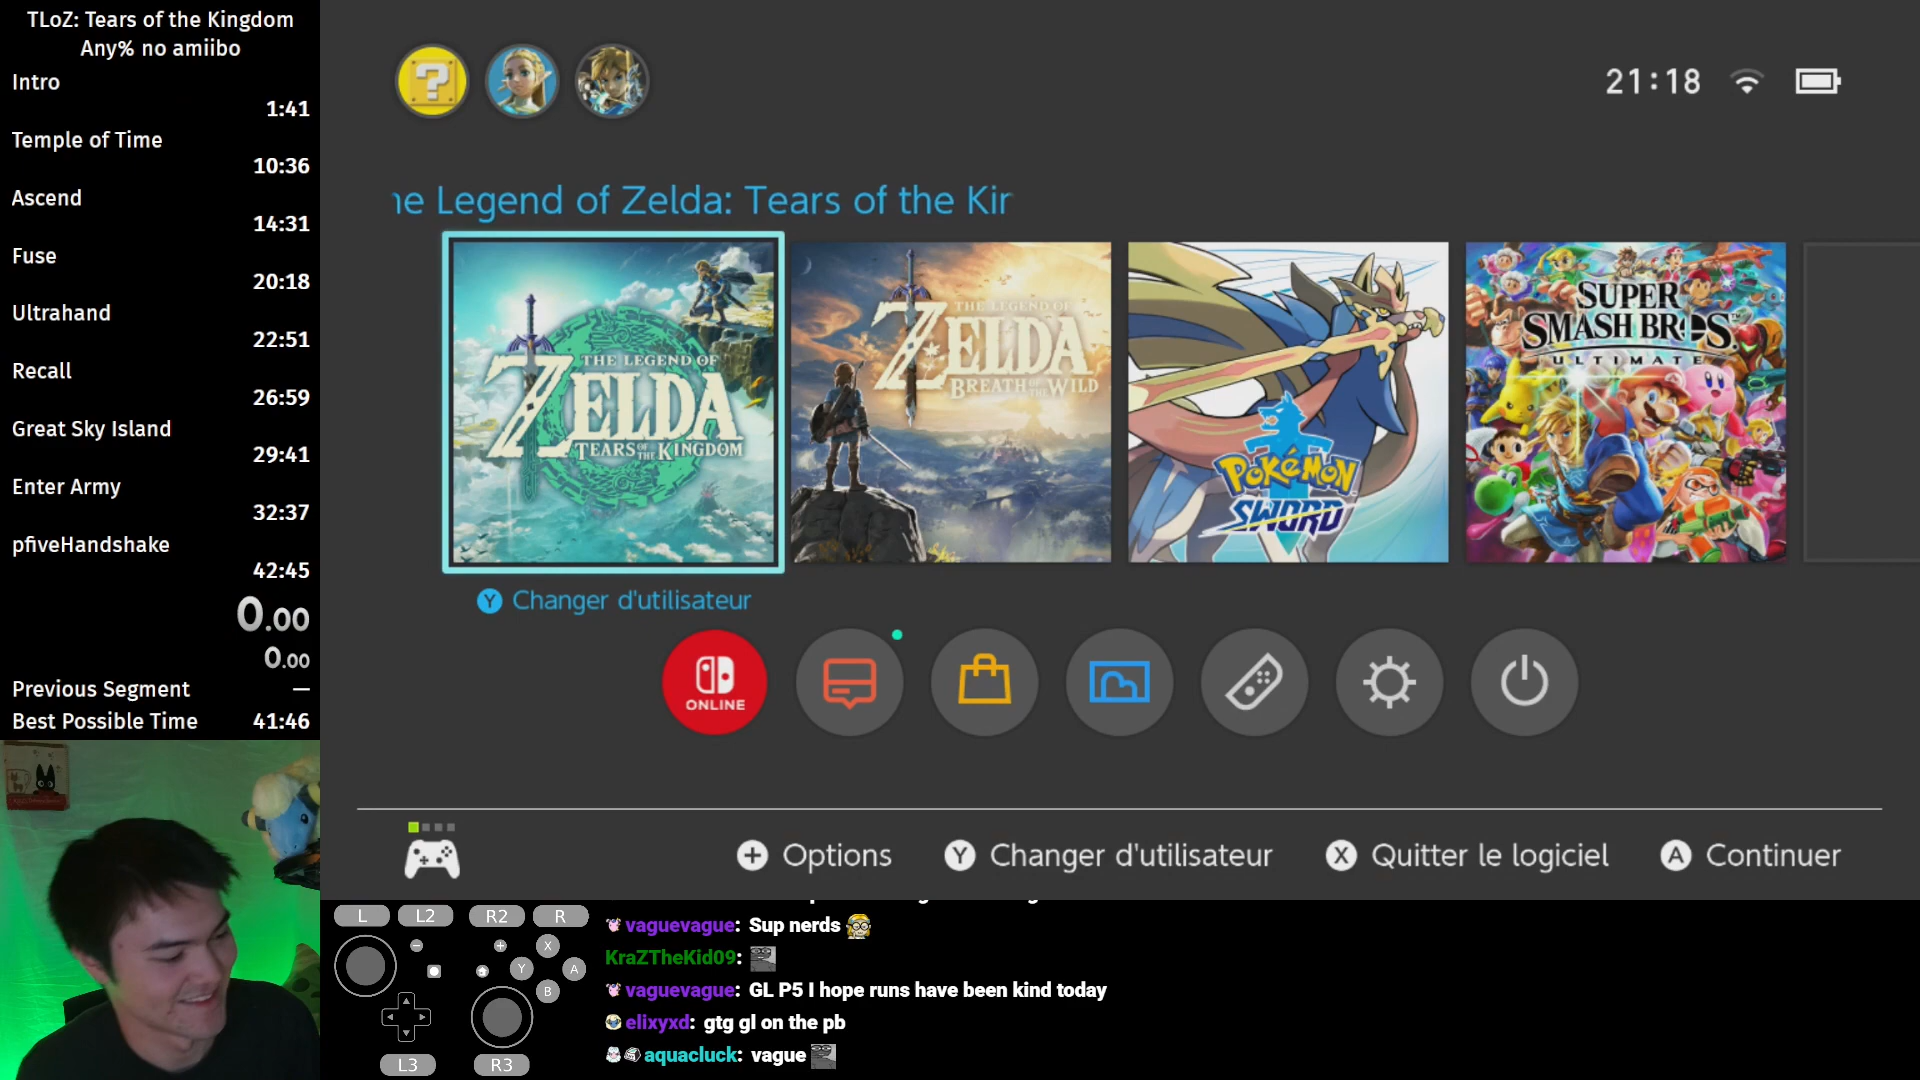 TLoZ: Tears of the Kingdom
Any% no amiibo
Intro
1:41
Temple of Time
10:36
Ascend
14:31
Fuse
20:18
Ultrahand
22:51
Recall
26:59
Great Sky Island
29:41
Enter Army
32:37
pfiveHandshake
42:45
0.00
0.00
Previous Segment —
Best Possible Time 41:46
21:18
he Legend of Zelda: Tears of the Kin
THE LEGEND OF
ZELDA
TEARS OF THE KINGDOM
THE LEGEND OF
ZELDA
BREATH OF THE WILD
POKÉMON
SWORD
SUPER
SMASH BROS.
ULTIMATE
Y Changer d'utilisateur
ONLINE
+ Options Y Changer d'utilisateur X Quitter le logiciel A Continuer
L L2 R2 R
X
Y A
B
L3 R3
vaguevague: Sup nerds
KraZTheKid09:
vaguevague: GL P5 I hope runs have been kind today
elixyxd: gtg gl on the pb
aquacluck: vague